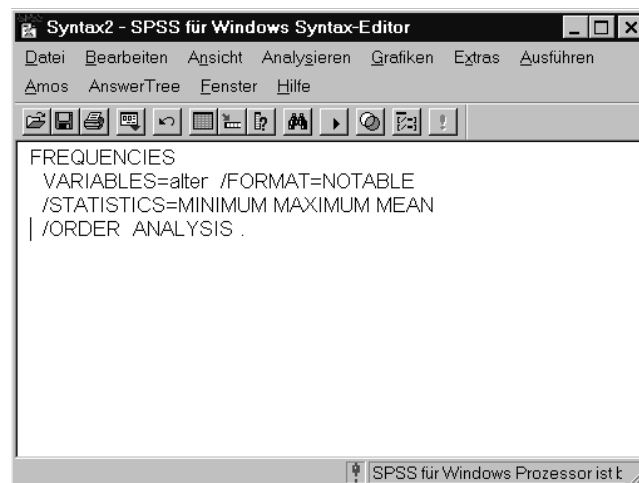 Syntax2 - SPSS für Windows Syntax-Editor
Datei Bearbeiten Ansicht Analysieren Grafiken Extras Ausführen
Amos AnswerTree Fenster Hilfe
FREQUENCIES
VARIABLES=alter /FORMAT=NOTABLE
/STATISTICS=MINIMUM MAXIMUM MEAN
/ORDER ANALYSIS .
SPSS für Windows Prozessor ist